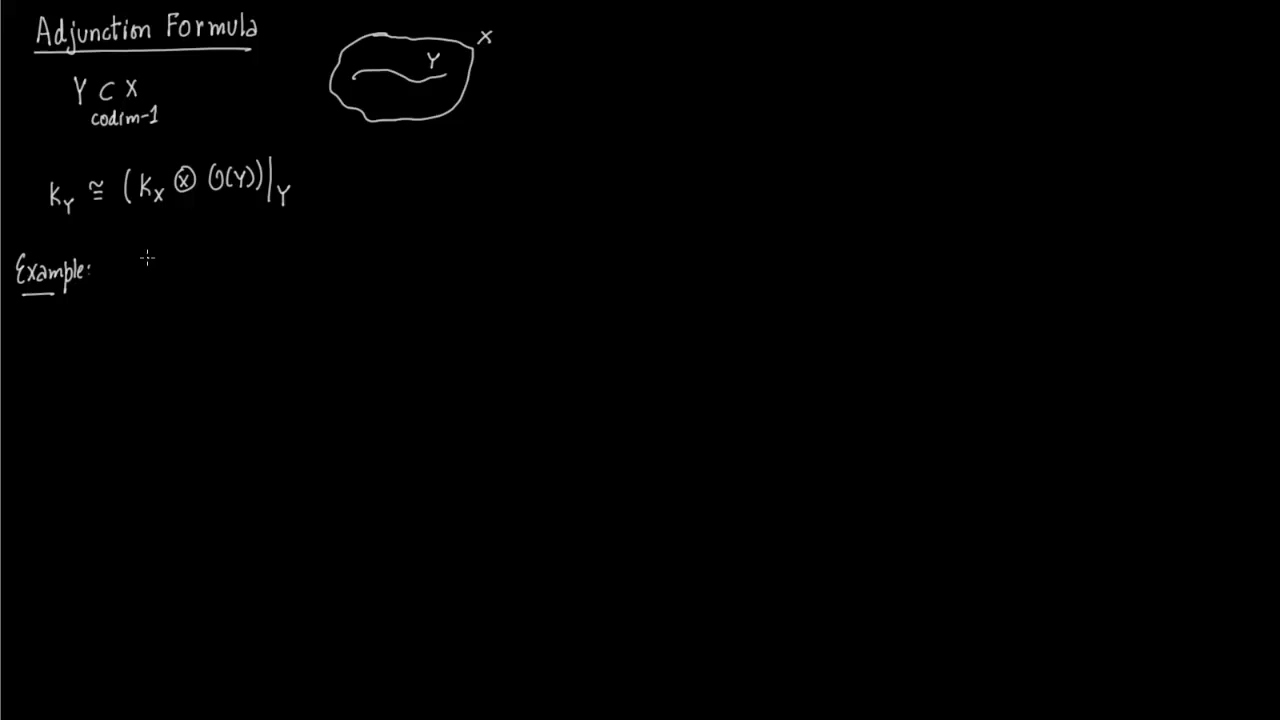 Adjunction Formula
Y ⊂ X
codim-1
X
Y
K_Y ≅ (K_X ⊗ O(Y))|_Y
Example: